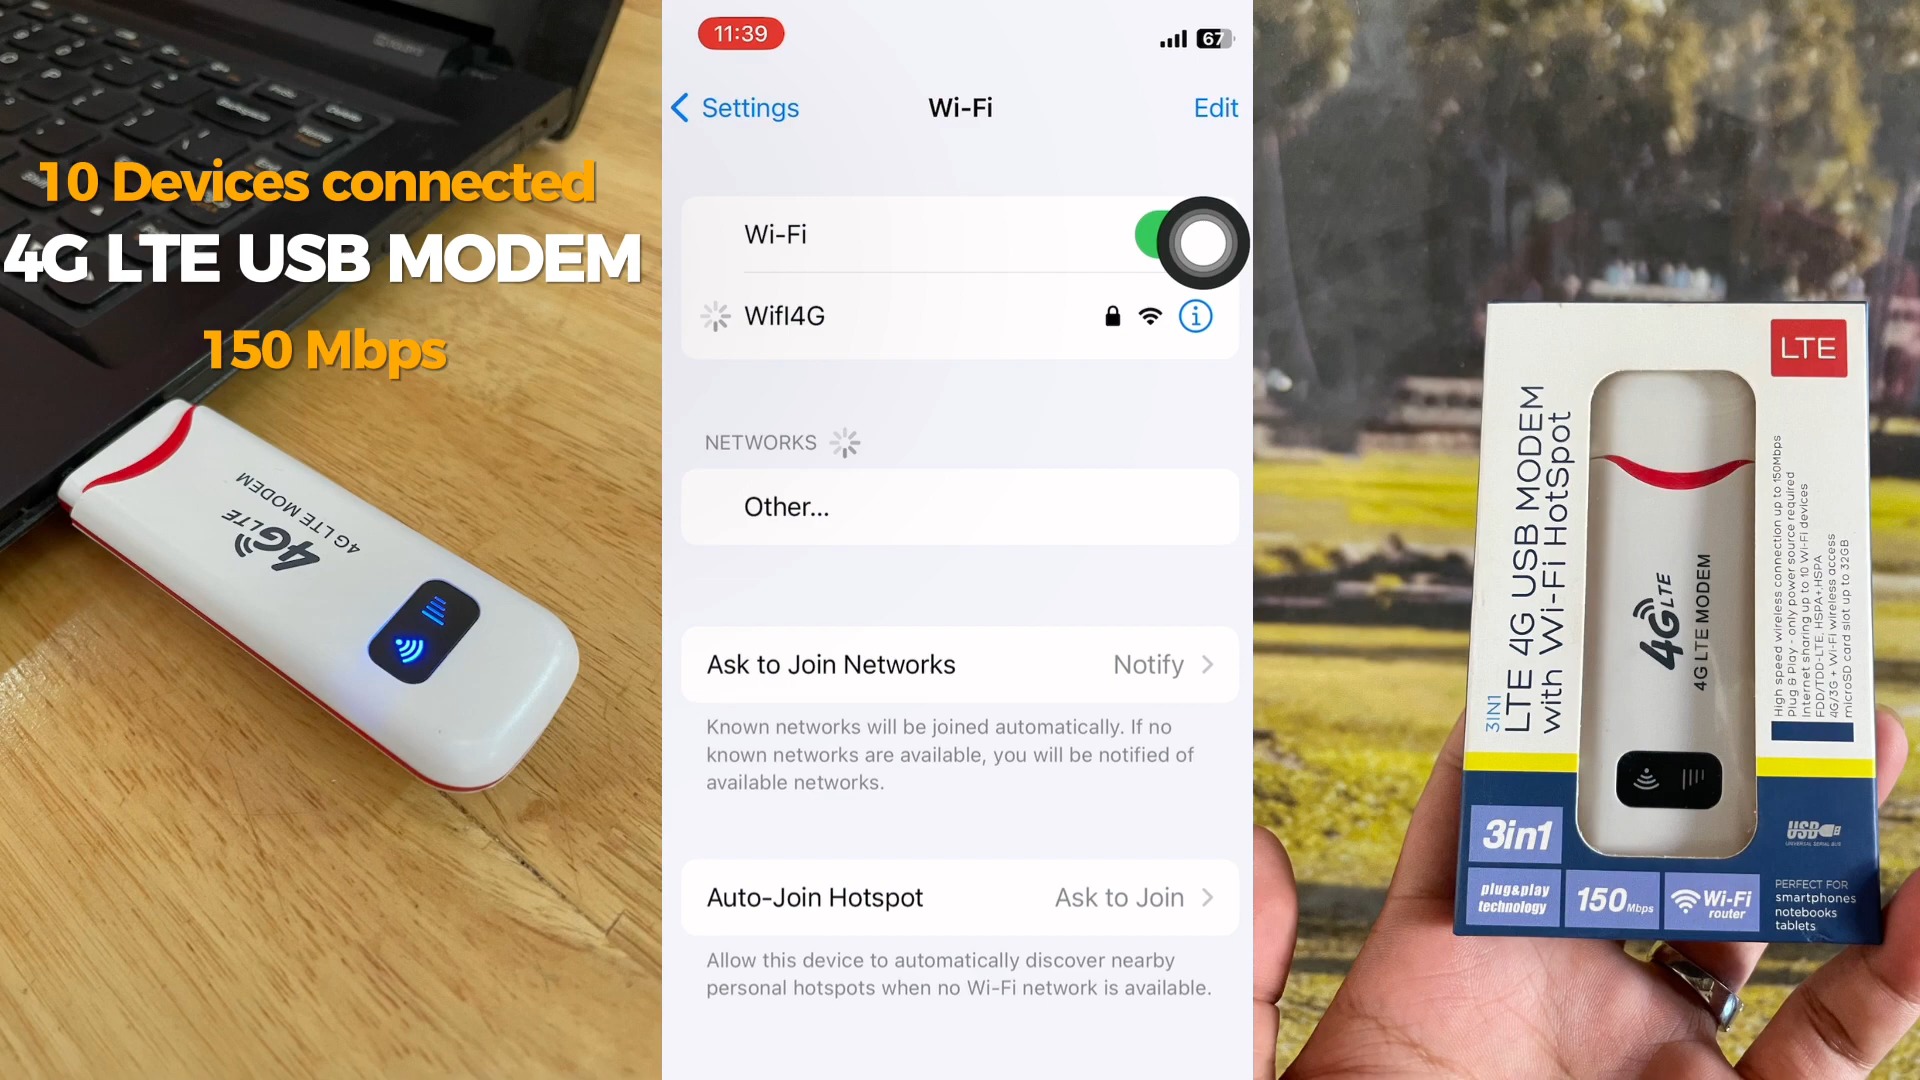 10 Devices connected
4G LTE USB MODEM
150 Mbps
Backspace
4G LTE
4G LTE MODEM
11:39
67
Settings
Wi-Fi
Edit
Wi-Fi
WifI4G
NETWORKS
Other...
Ask to Join Networks
Notify
Known networks will be joined automatically. If no
known networks are available, you will be notified of
available networks.
Auto-Join Hotspot
Ask to Join
Allow this device to automatically discover nearby
personal hotspots when no Wi-Fi network is available.
LTE
3IN1
LTE 4G USB MODEM
with Wi-Fi HotSpot
4G LTE
4G LTE MODEM
High speed wireless connection up to 150Mbps
Plug & Play - only power source required
Internet sharing up to 10 Wi-Fi devices
FDD/TDD-LTE, HSPA+,HSPA
4G/3G + Wi-Fi wireless access
microSD card slot up to 32GB
3in1
plug&play
technology
150 Mbps
Wi-Fi
router
USB
UNIVERSAL SERIAL BUS
PERFECT FOR
smartphones
notebooks
tablets